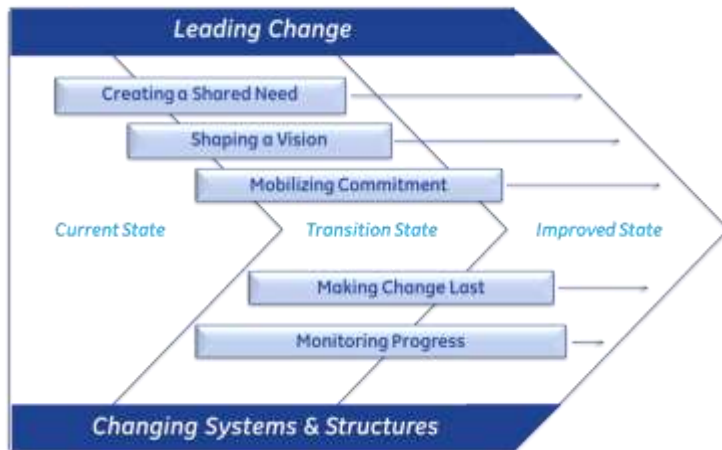 Leading Change
Creating a Shared Need
Shaping a Vision
Mobilizing Commitment
Current State
Transition State
Improved State
Making Change Last
Monitoring Progress
Changing Systems & Structures